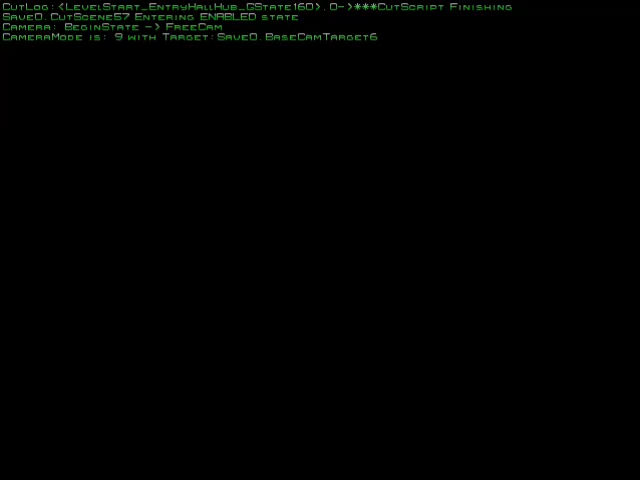 CutLog:<LevelStart_EntryHallHub_GState160>.0->***CutScript Finishing
Save0.CutScene57 Entering ENABLED state
Camera: BeginState -> FreeCam
CameraMode is: 9 with Target:Save0.BaseCamTarget6